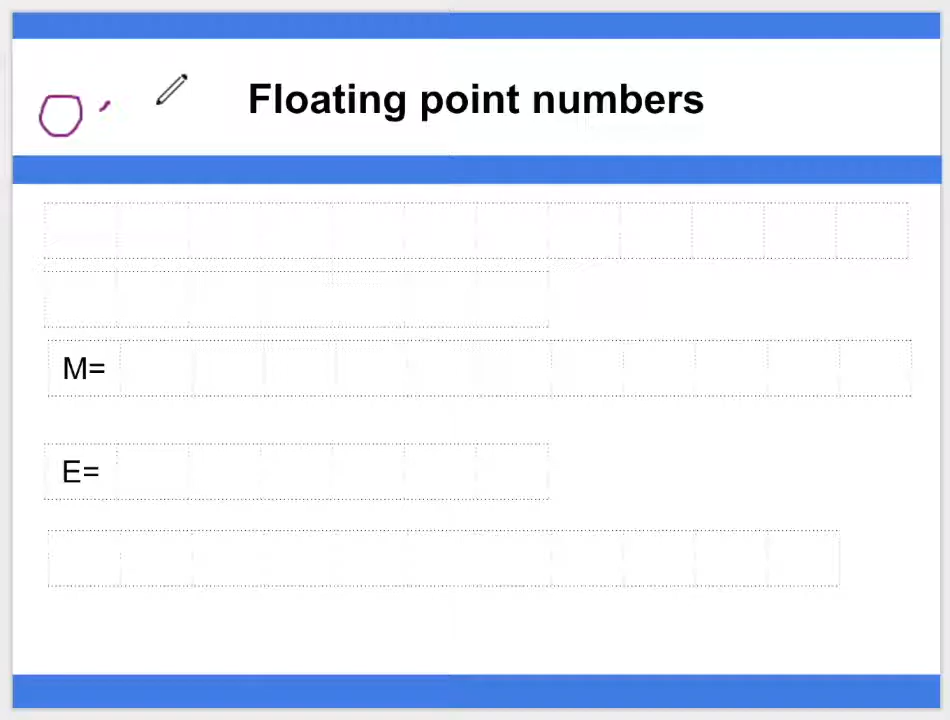 Floating point numbers
M=
E=